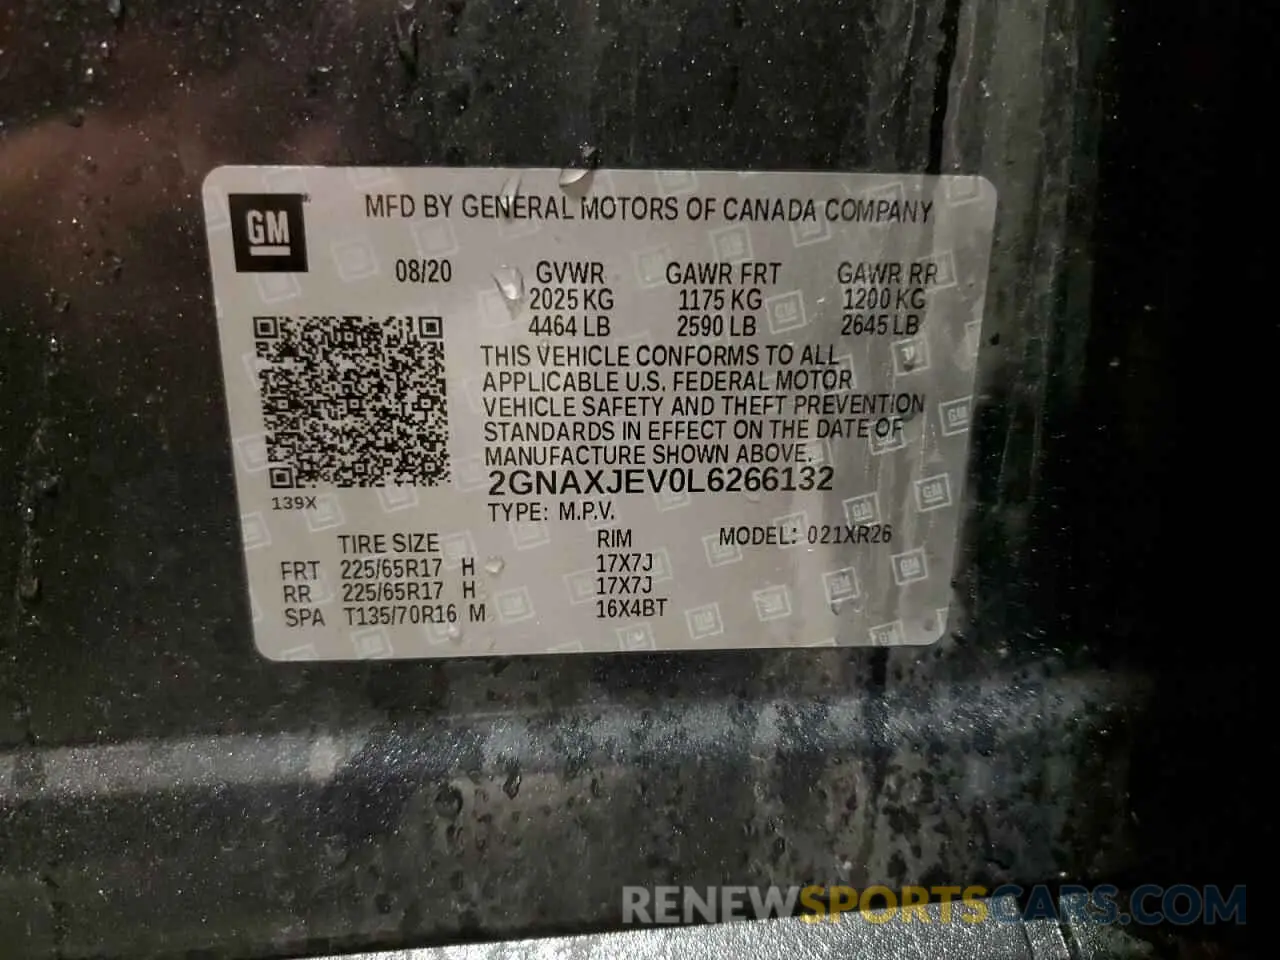 GM
MFD BY GENERAL MOTORS OF CANADA COMPANY
08/20 GVWR GAWR FRT GAWR RR
2025 KG 1175 KG 1200 KG
4464 LB 2590 LB 2645 LB
THIS VEHICLE CONFORMS TO ALL
APPLICABLE U.S. FEDERAL MOTOR
VEHICLE SAFETY AND THEFT PREVENTION
STANDARDS IN EFFECT ON THE DATE OF
MANUFACTURE SHOWN ABOVE.
2GNAXJEV0L6266132
139X
TYPE: M.P.V.
TIRE SIZE RIM MODEL: 021XR26
FRT 225/65R17 H 17X7J
RR 225/65R17 H 17X7J
SPA T135/70R16 M 16X4BT
RENEWSPORTSCARS.COM